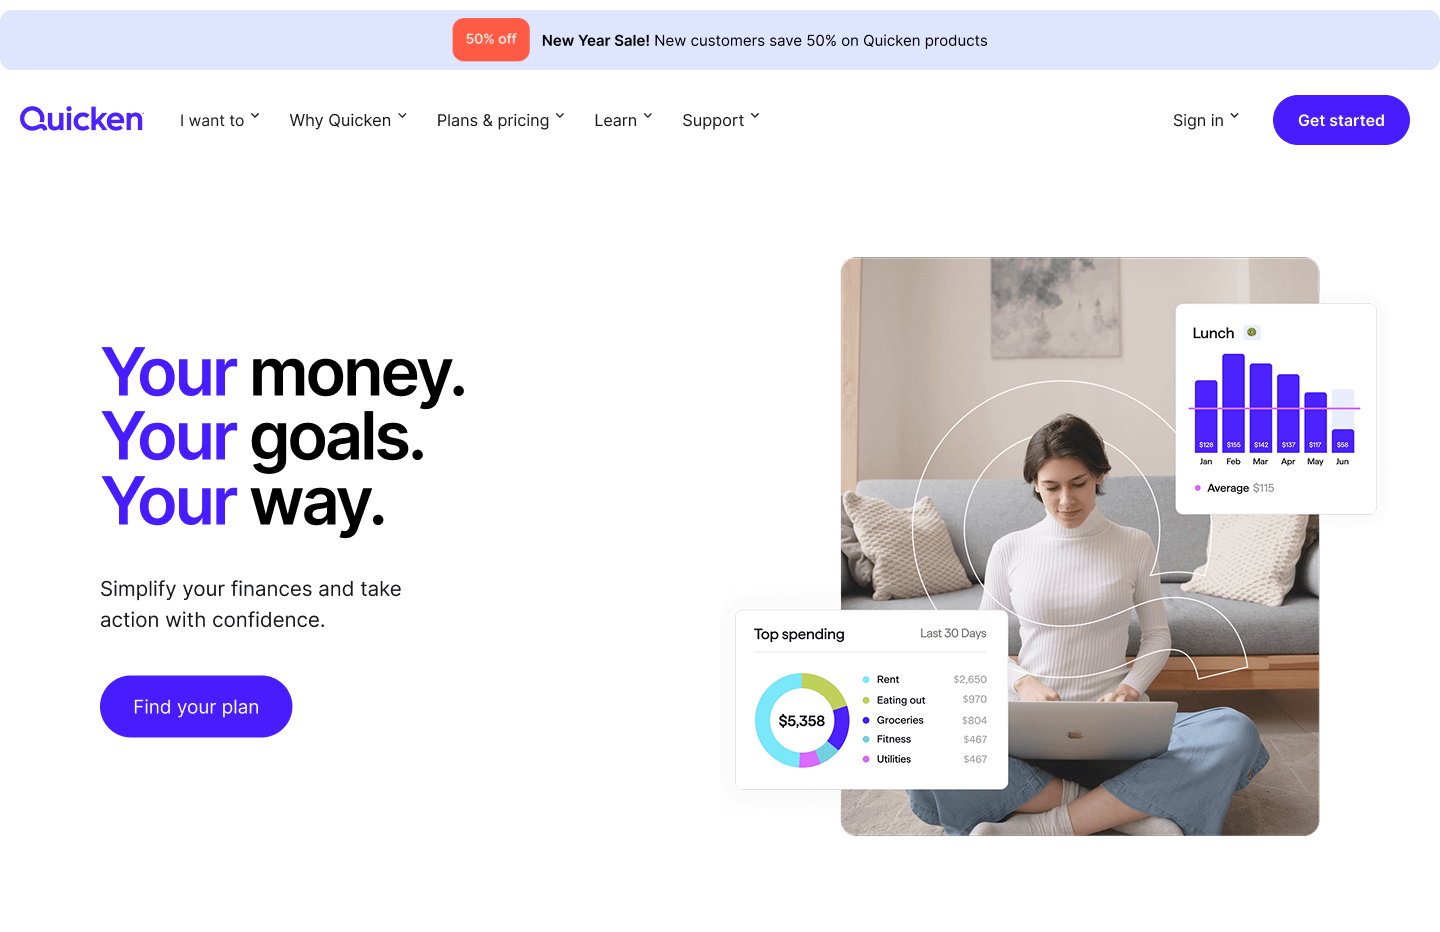 50% off New Year Sale! New customers save 50% on Quicken products
Quicken I want to Why Quicken Plans & pricing Learn Support Sign in Get started
Your money.
Your goals.
Your way.
Simplify your finances and take
action with confidence.
Find your plan
Lunch
$128 $155 $142 $137 $117 $58
Jan Feb Mar Apr May Jun
Average $115
Top spending Last 30 Days
$5,358
Rent $2,650
Eating out $970
Groceries $804
Fitness $467
Utilities $467